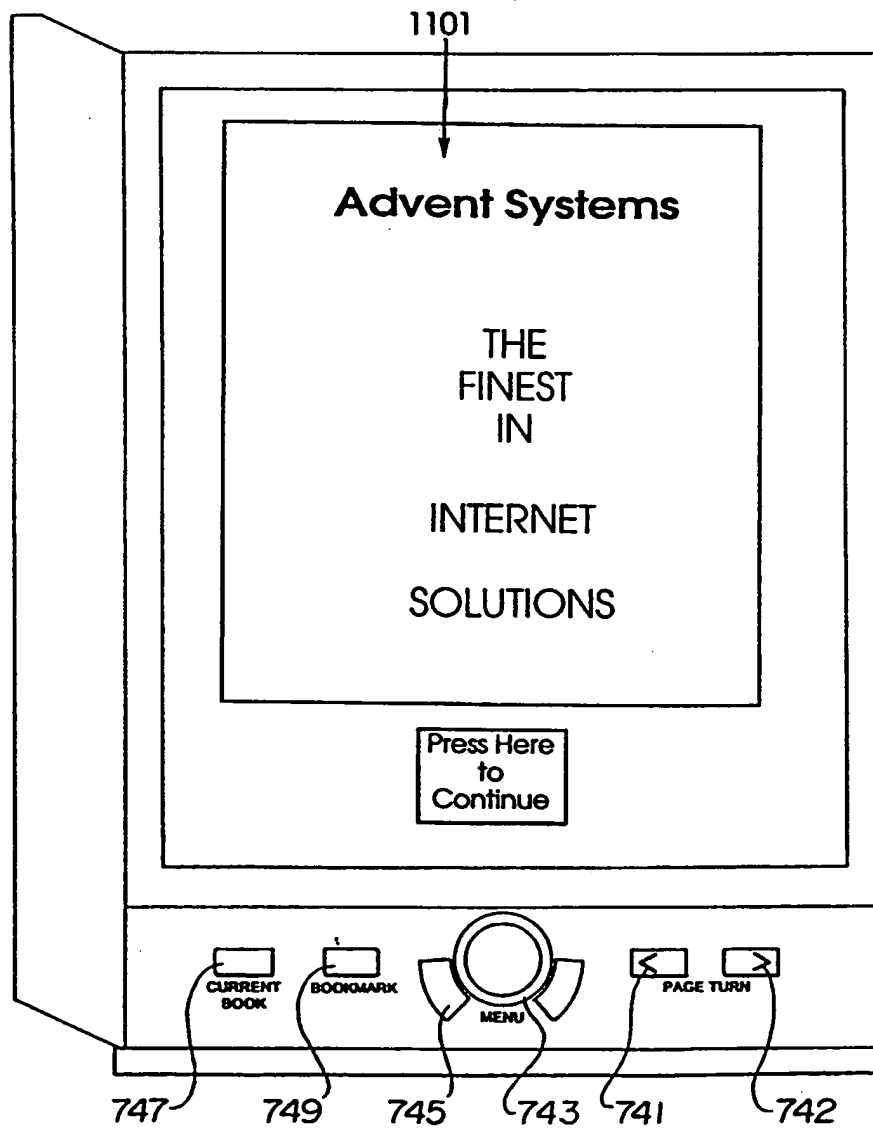 1101
Advent Systems
THE
FINEST
IN
INTERNET
SOLUTIONS
Press Here
to
Continue
< >
CURRENT
BOOK
BOOKMARK
MENU
PAGE TURN
747 749 745 743 741 742